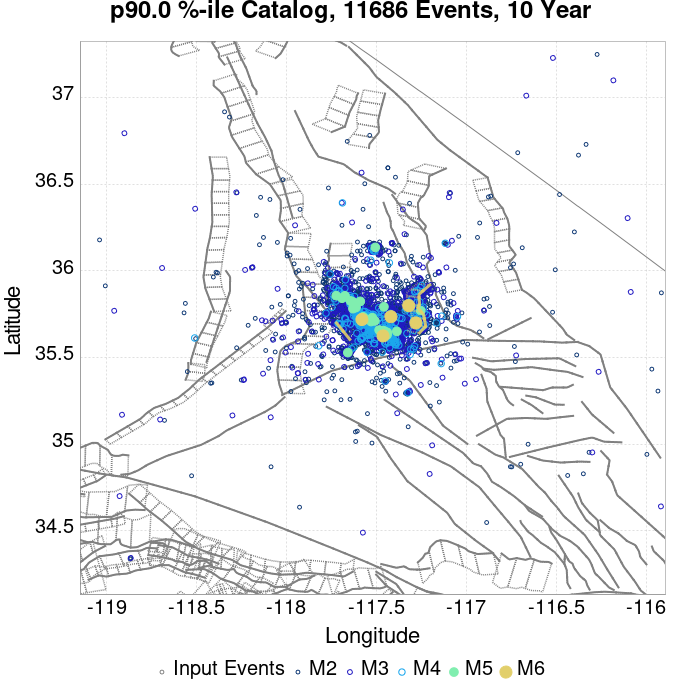 p90.0 %-ile Catalog, 11686 Events, 10 Year
37
36.5
36
35.5
35
34.5
Latitude
-119 -118.5 -118 -117.5 -117 -116.5 -116
Longitude
Input Events M2 M3 M4 M5 M6